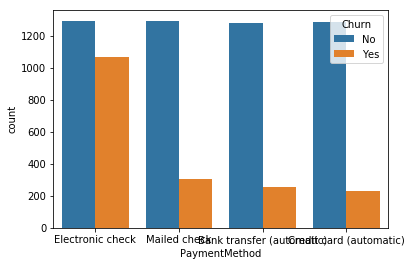 Churn
No
Yes
1200
1000
800
600
400
200
0
count
Electronic check
Mailed check
Bank transfer (automatic)
Credit card (automatic)
PaymentMethod